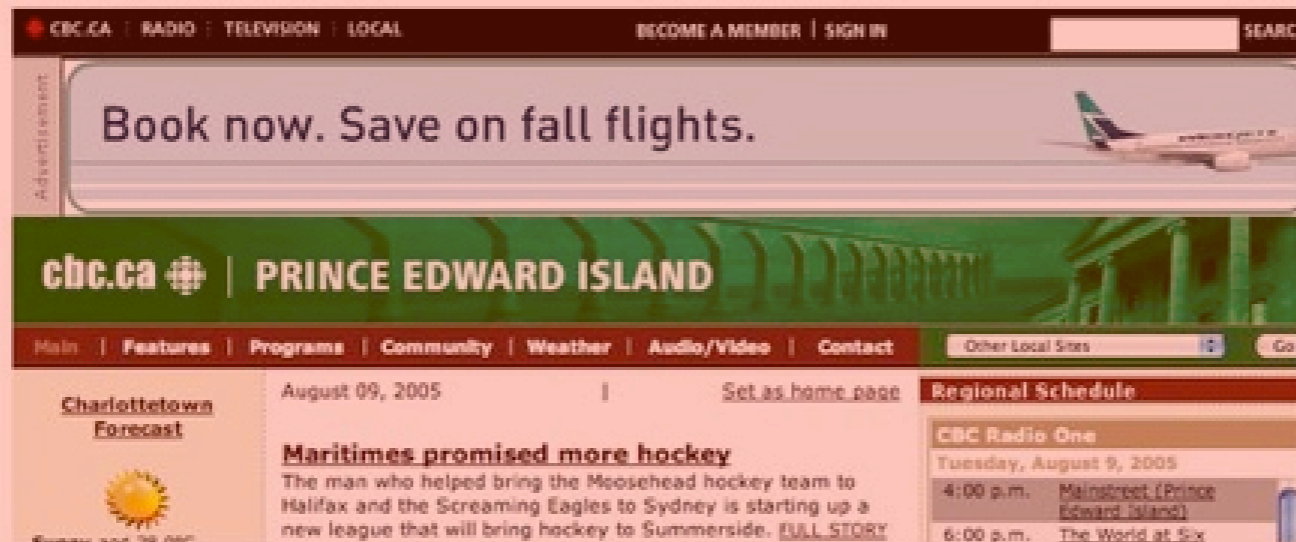 CBC.CA RADIO TELEVISION LOCAL BECOME A MEMBER | SIGN IN
Advertisement
Book now. Save on fall flights.
cbc.ca | PRINCE EDWARD ISLAND
Main | Features | Programs | Community | Weather | Audio/Video | Contact Other Local Sites Go
Charlottetown
Forecast
August 09, 2005 | Set as home page
Maritimes promised more hockey
The man who helped bring the Moosehead hockey team to
Halifax and the Screaming Eagles to Sydney is starting up a
new league that will bring hockey to Summerside. FULL STORY
Regional Schedule
CBC Radio One
Tuesday, August 9, 2005
4:00 p.m. Mainstreet (Prince
Edward Island)
6:00 p.m. The World at Six